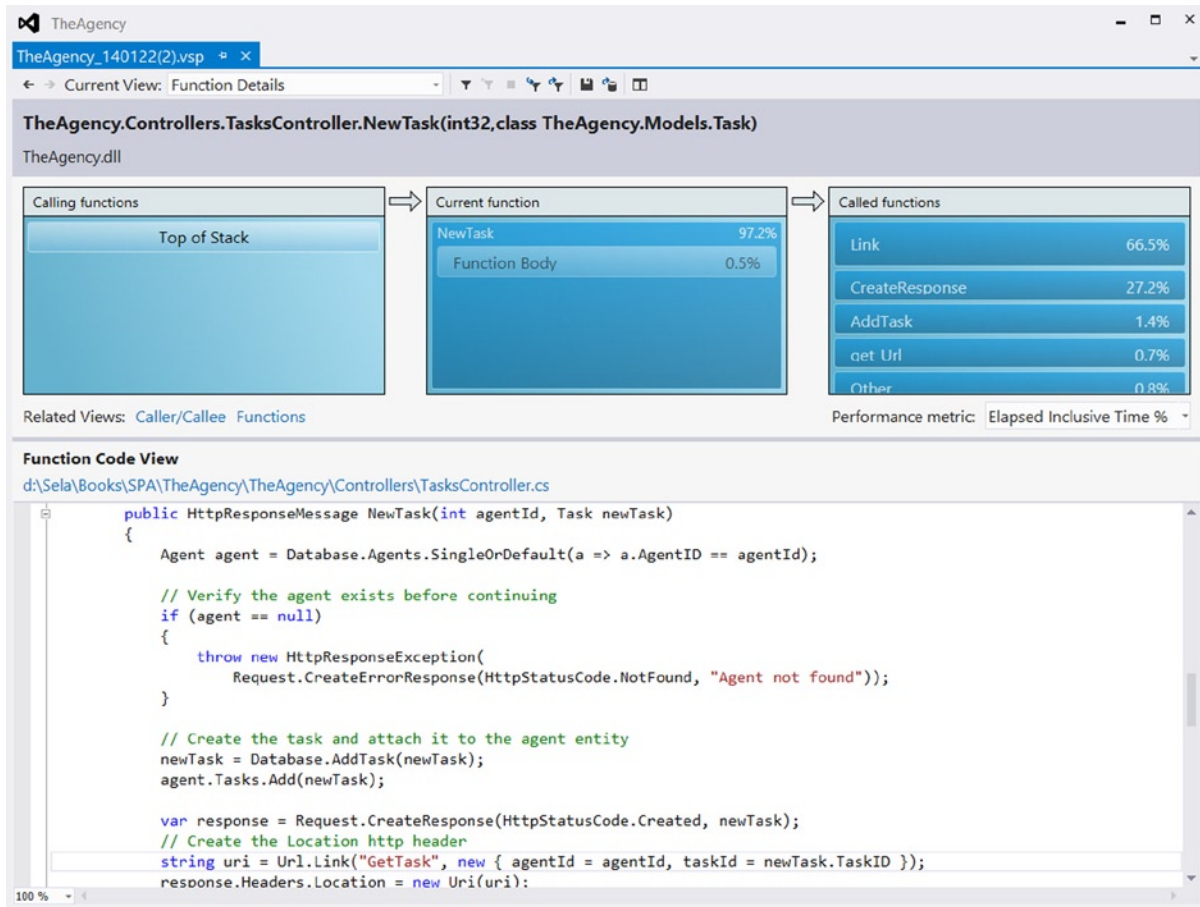 TheAgency
TheAgency_140122(2).vsp
Current View: Function Details
TheAgency.Controllers.TasksController.NewTask(int32,class TheAgency.Models.Task)
TheAgency.dll
Calling functions
Top of Stack
Current function
NewTask 97.2%
Function Body 0.5%
Called functions
Link 66.5%
CreateResponse 27.2%
AddTask 1.4%
get_Url 0.7%
Other 0.8%
Related Views: Caller/Callee Functions
Performance metric: Elapsed Inclusive Time %
Function Code View
d:\Sela\Books\SPA\TheAgency\TheAgency\Controllers\TasksController.cs
public HttpResponseMessage NewTask(int agentId, Task newTask)
{
Agent agent = Database.Agents.SingleOrDefault(a => a.AgentID == agentId);
// Verify the agent exists before continuing
if (agent == null)
{
throw new HttpResponseException(
Request.CreateErrorResponse(HttpStatusCode.NotFound, "Agent not found"));
}
// Create the task and attach it to the agent entity
newTask = Database.AddTask(newTask);
agent.Tasks.Add(newTask);
var response = Request.CreateResponse(HttpStatusCode.Created, newTask);
// Create the Location http header
string uri = Url.Link("GetTask", new { agentId = agentId, taskId = newTask.TaskID });
response.Headers.Location = new Uri(uri);
100 %